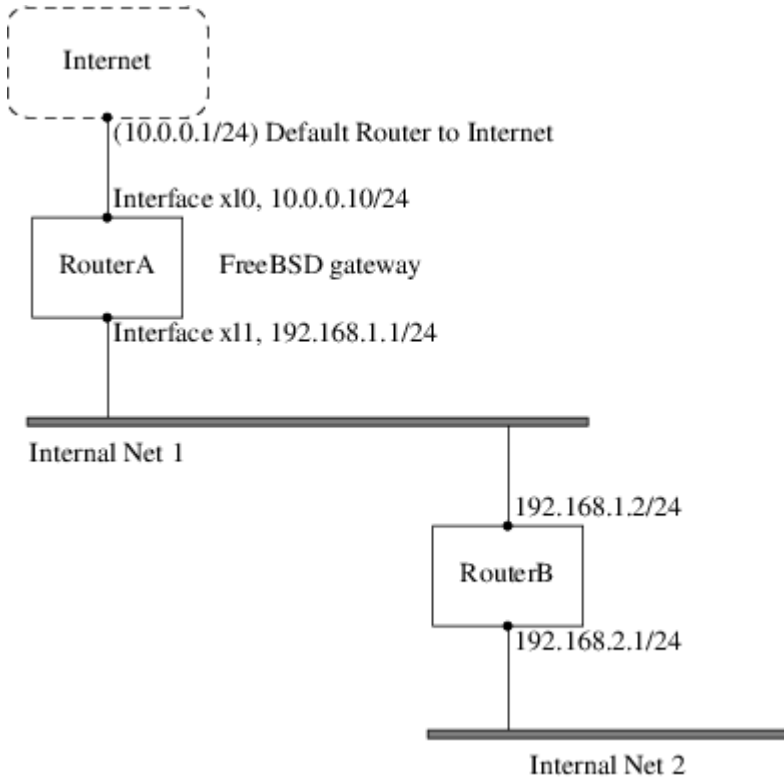 Internet
(10.0.0.1/24) Default Router to Internet
Interface xl0, 10.0.0.10/24
RouterA
FreeBSD gateway
Interface xl1, 192.168.1.1/24
Internal Net 1
192.168.1.2/24
RouterB
192.168.2.1/24
Internal Net 2